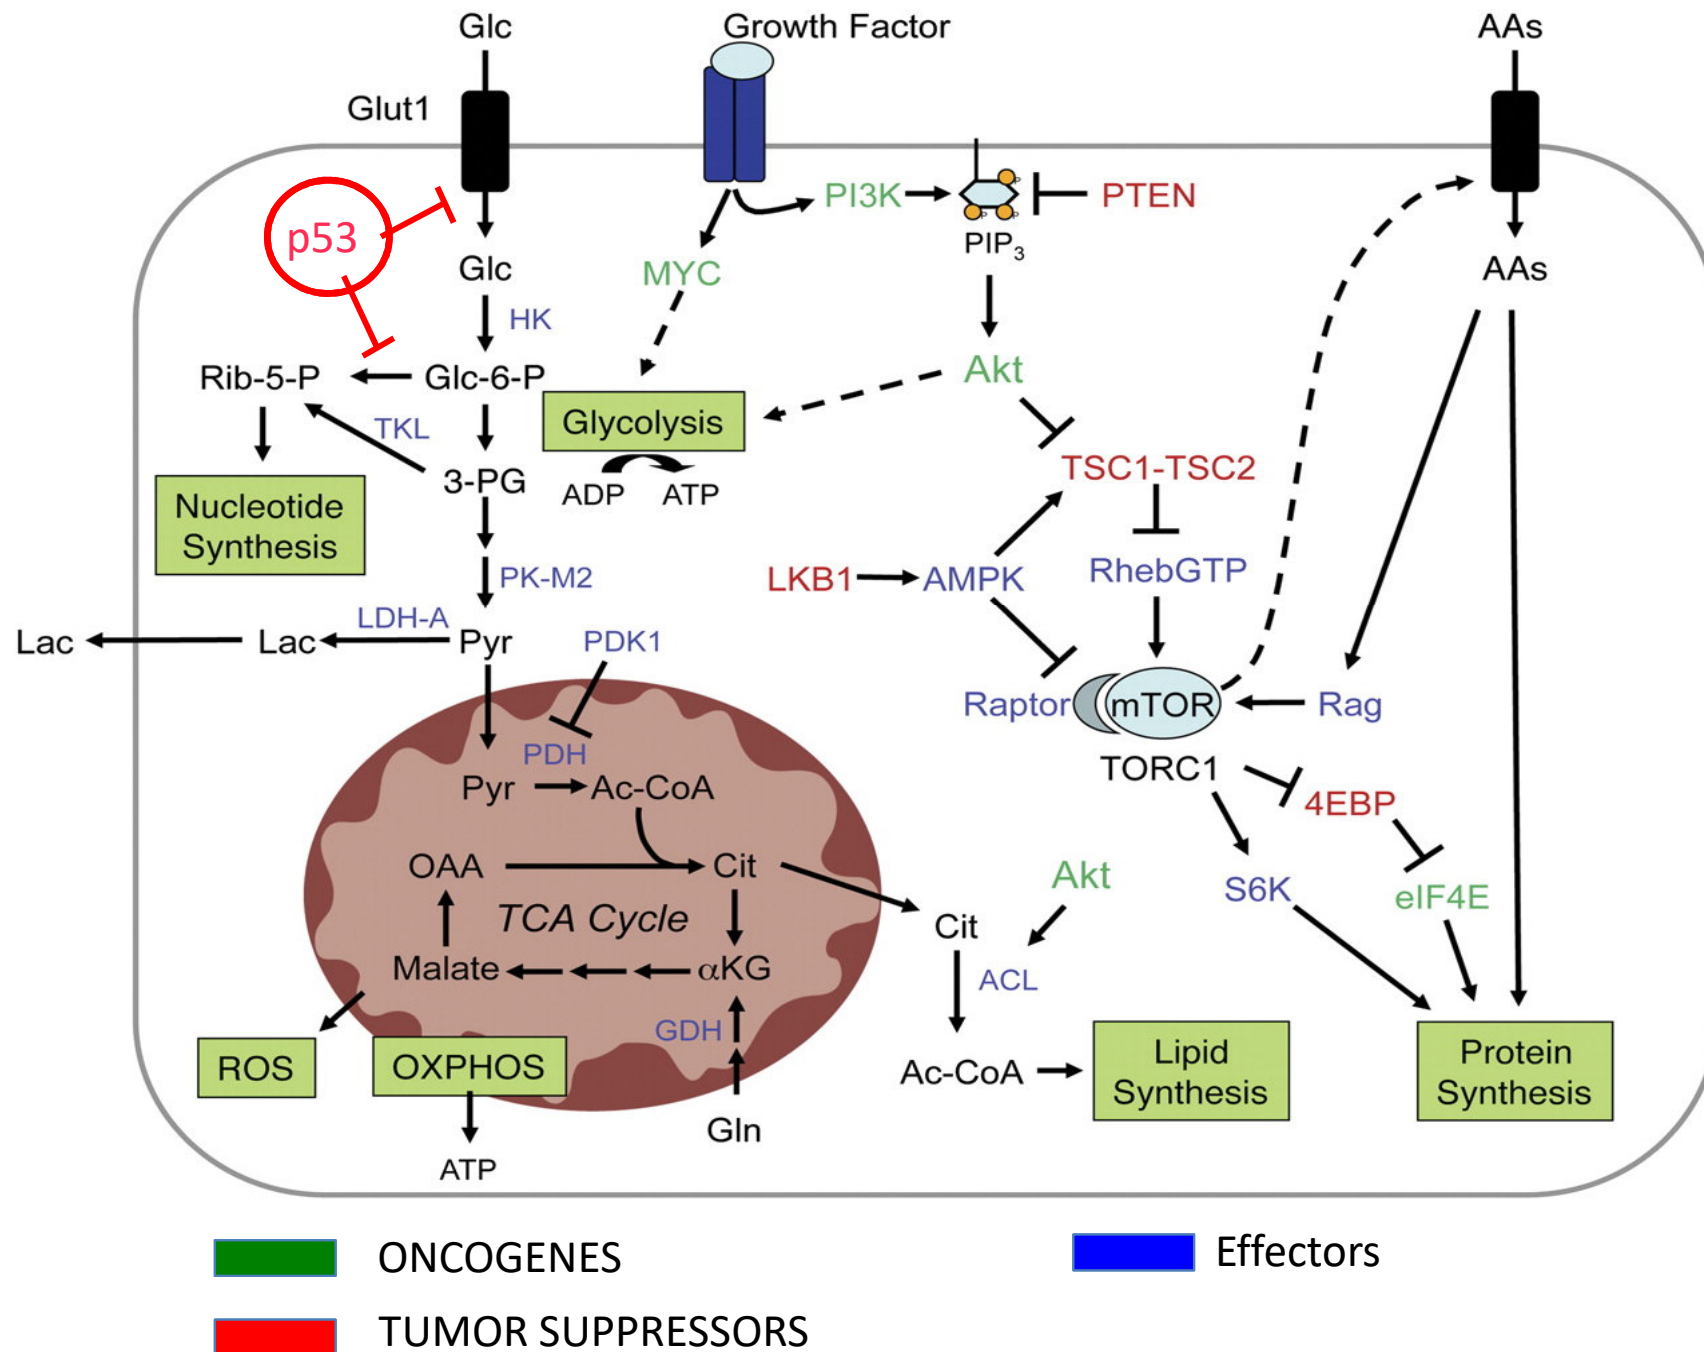 Glc
Growth Factor
AAs
Glut1
PI3K
PTEN
p53
PIP3
Glc
MYC
AAs
HK
Rib-5-P
Glc-6-P
Akt
Glycolysis
TKL
TSC1-TSC2
3-PG
ADP
ATP
Nucleotide
Synthesis
PK-M2
LKB1
AMPK
RhebGTP
LDH-A
Lac
Lac
Pyr
PDK1
Raptor
mTOR
Rag
PDH
TORC1
Pyr
Ac-CoA
4EBP
OAA
Cit
Akt
S6K
eIF4E
TCA Cycle
Cit
Malate
αKG
ACL
GDH
ROS
OXPHOS
Ac-CoA
Lipid
Synthesis
Protein
Synthesis
Gln
ATP
P
P
P
ONCOGENES
Effectors
TUMOR SUPPRESSORS